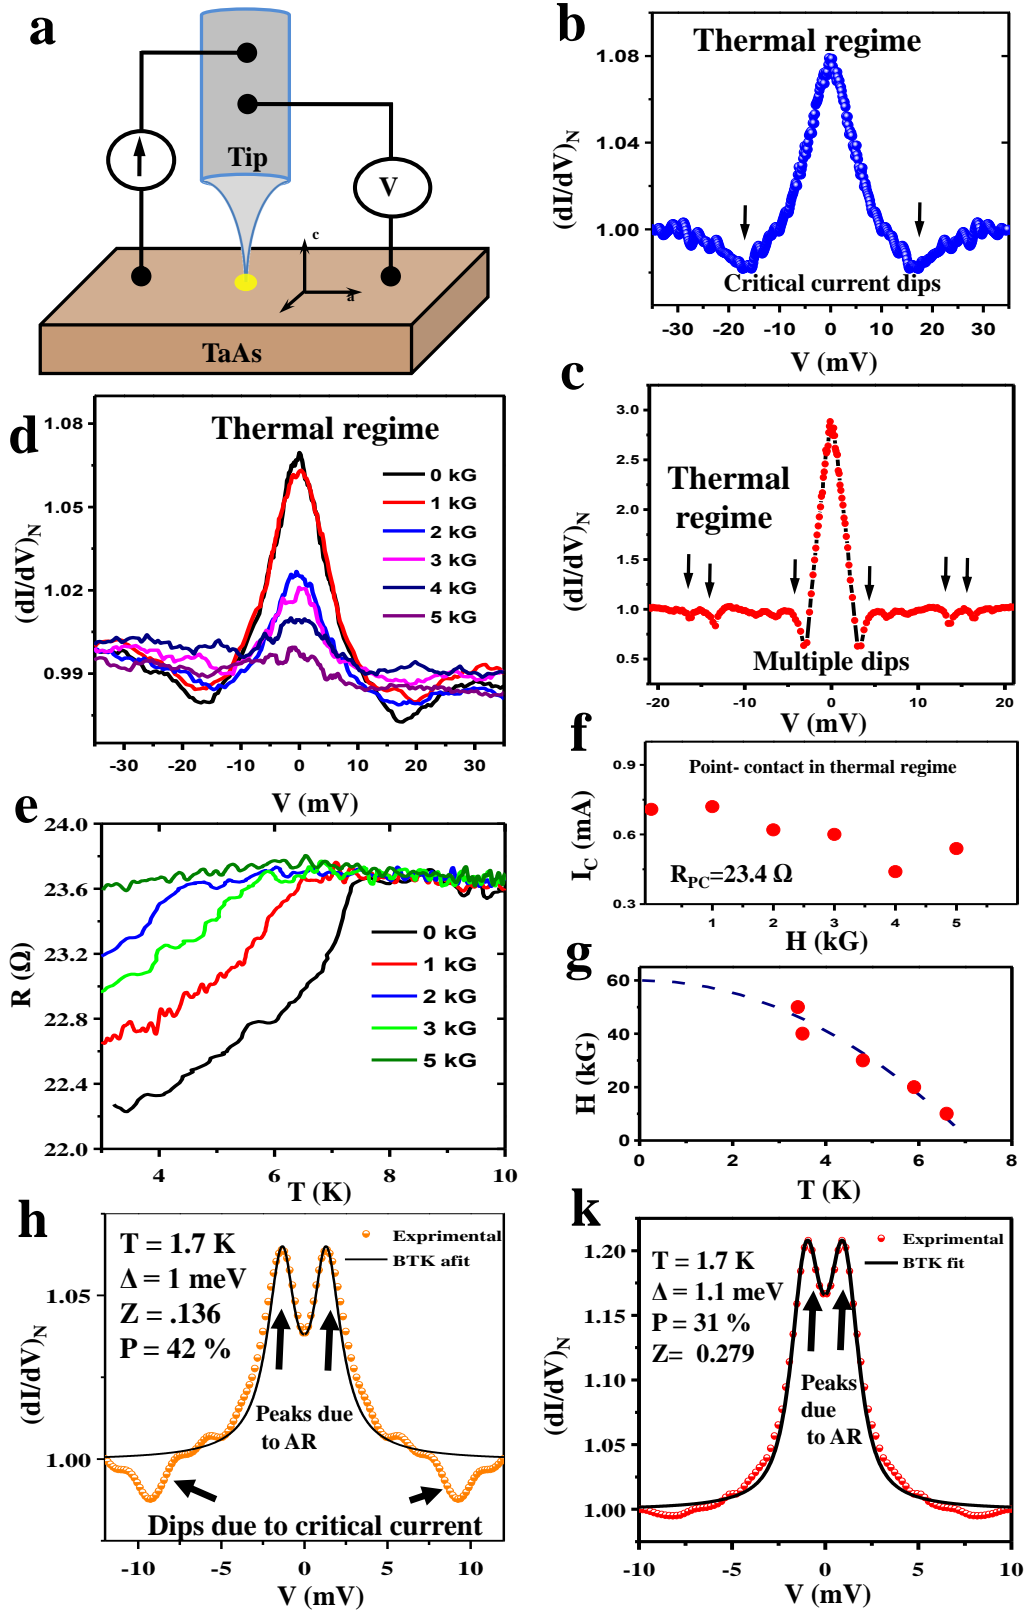 a
Tip
V
c
a
TaAs
b
Thermal regime
Critical current dips
(dI/dV)N
1.08
1.04
1.00
-30 -20 -10 0 10 20 30
V (mV)
c
Thermal
regime
Multiple dips
(dI/dV)N
3.0
2.5
2.0
1.5
1.0
0.5
-20 -10 0 10 20
V (mV)
d
Thermal regime
0 kG
1 kG
2 kG
3 kG
4 kG
5 kG
(dI/dV)N
1.08
1.05
1.02
0.99
-30 -20 -10 0 10 20 30
V (mV)
e
R (Ω)
24.0
23.6
23.2
22.8
22.4
22.0
0 kG
1 kG
2 kG
3 kG
5 kG
4 6 8 10
T (K)
f
Point- contact in thermal regime
RPC=23.4 Ω
IC (mA)
0.9
0.6
0.3
1 2 3 4 5
H (kG)
g
H (kG)
60
40
20
0
0 2 4 6 8
T (K)
h
T = 1.7 K
Δ = 1 meV
Z = .136
P = 42 %
Exprimental
BTK afit
Peaks due
to AR
Dips due to critical current
(dI/dV)N
1.05
1.00
-10 -5 0 5 10
V (mV)
k
T = 1.7 K
Δ = 1.1 meV
P = 31 %
Z= 0.279
Exprimental
BTK fit
Peaks
due
to AR
(dI/dV)N
1.20
1.15
1.10
1.05
1.00
-10 -5 0 5 10
V (mV)